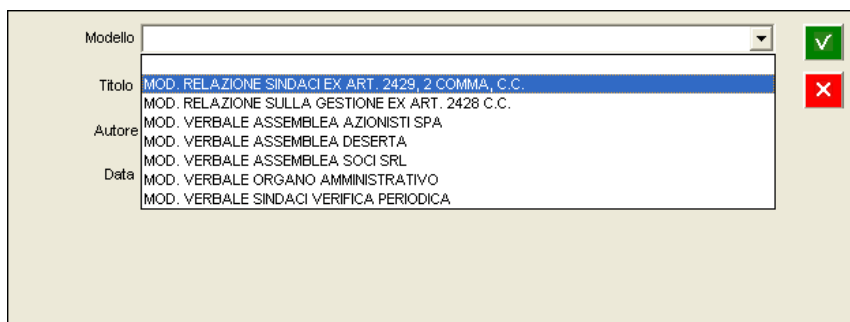 Modello
Titolo
MOD. RELAZIONE SINDACI EX ART. 2429, 2 COMMA, C.C.
MOD. RELAZIONE SULLA GESTIONE EX ART. 2428 C.C.
Autore
MOD. VERBALE ASSEMBLEA AZIONISTI SPA
MOD. VERBALE ASSEMBLEA DESERTA
MOD. VERBALE ASSEMBLEA SOCI SRL
Data
MOD. VERBALE ORGANO AMMINISTRATIVO
MOD. VERBALE SINDACI VERIFICA PERIODICA